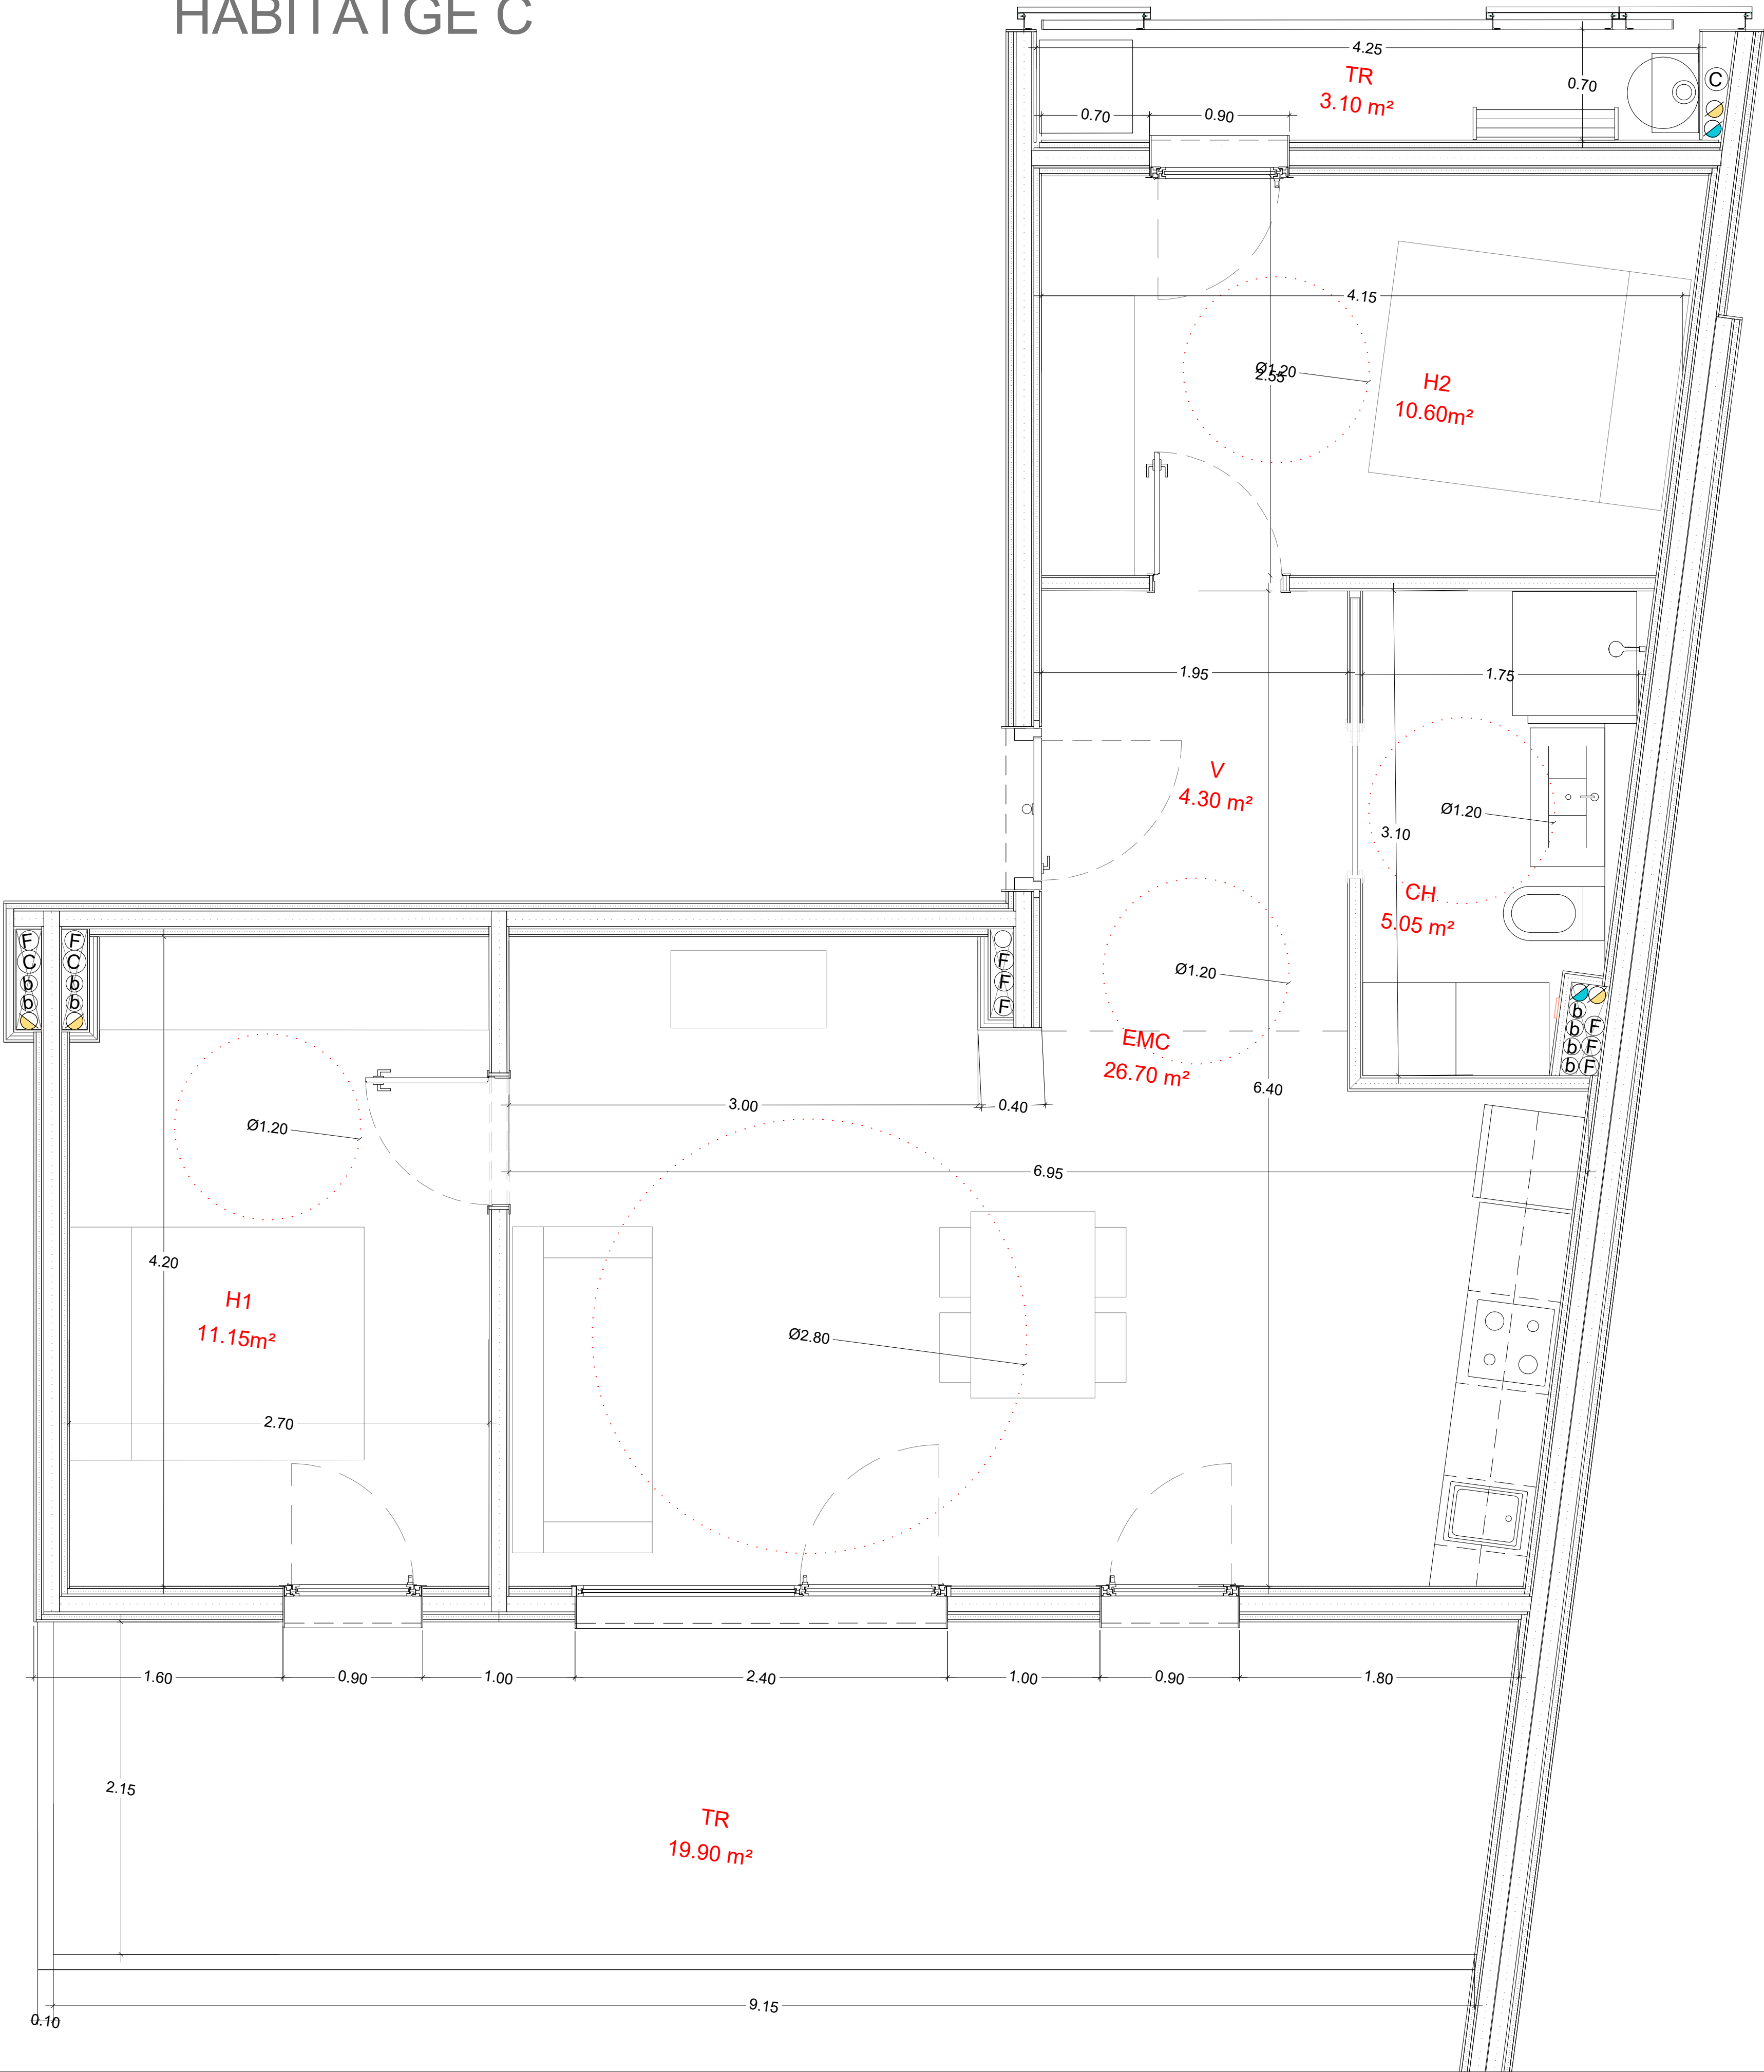 HABITATGE C
4.25
TR
3.10 m²
0.70
C
0.70
0.90
4.15
Ø1.20
2.55
H2
10.60m²
1.95
1.75
V
4.30 m²
Ø1.20
3.10
CH
5.05 m²
F
F
C
C
b
b
b
b
F
F
F
Ø1.20
b
b
F
b
F
b
F
EMC
26.70 m²
6.40
3.00
0.40
Ø1.20
6.95
4.20
H1
11.15m²
Ø2.80
2.70
1.60
0.90
1.00
2.40
1.00
0.90
1.80
2.15
TR
19.90 m²
9.15
0.10